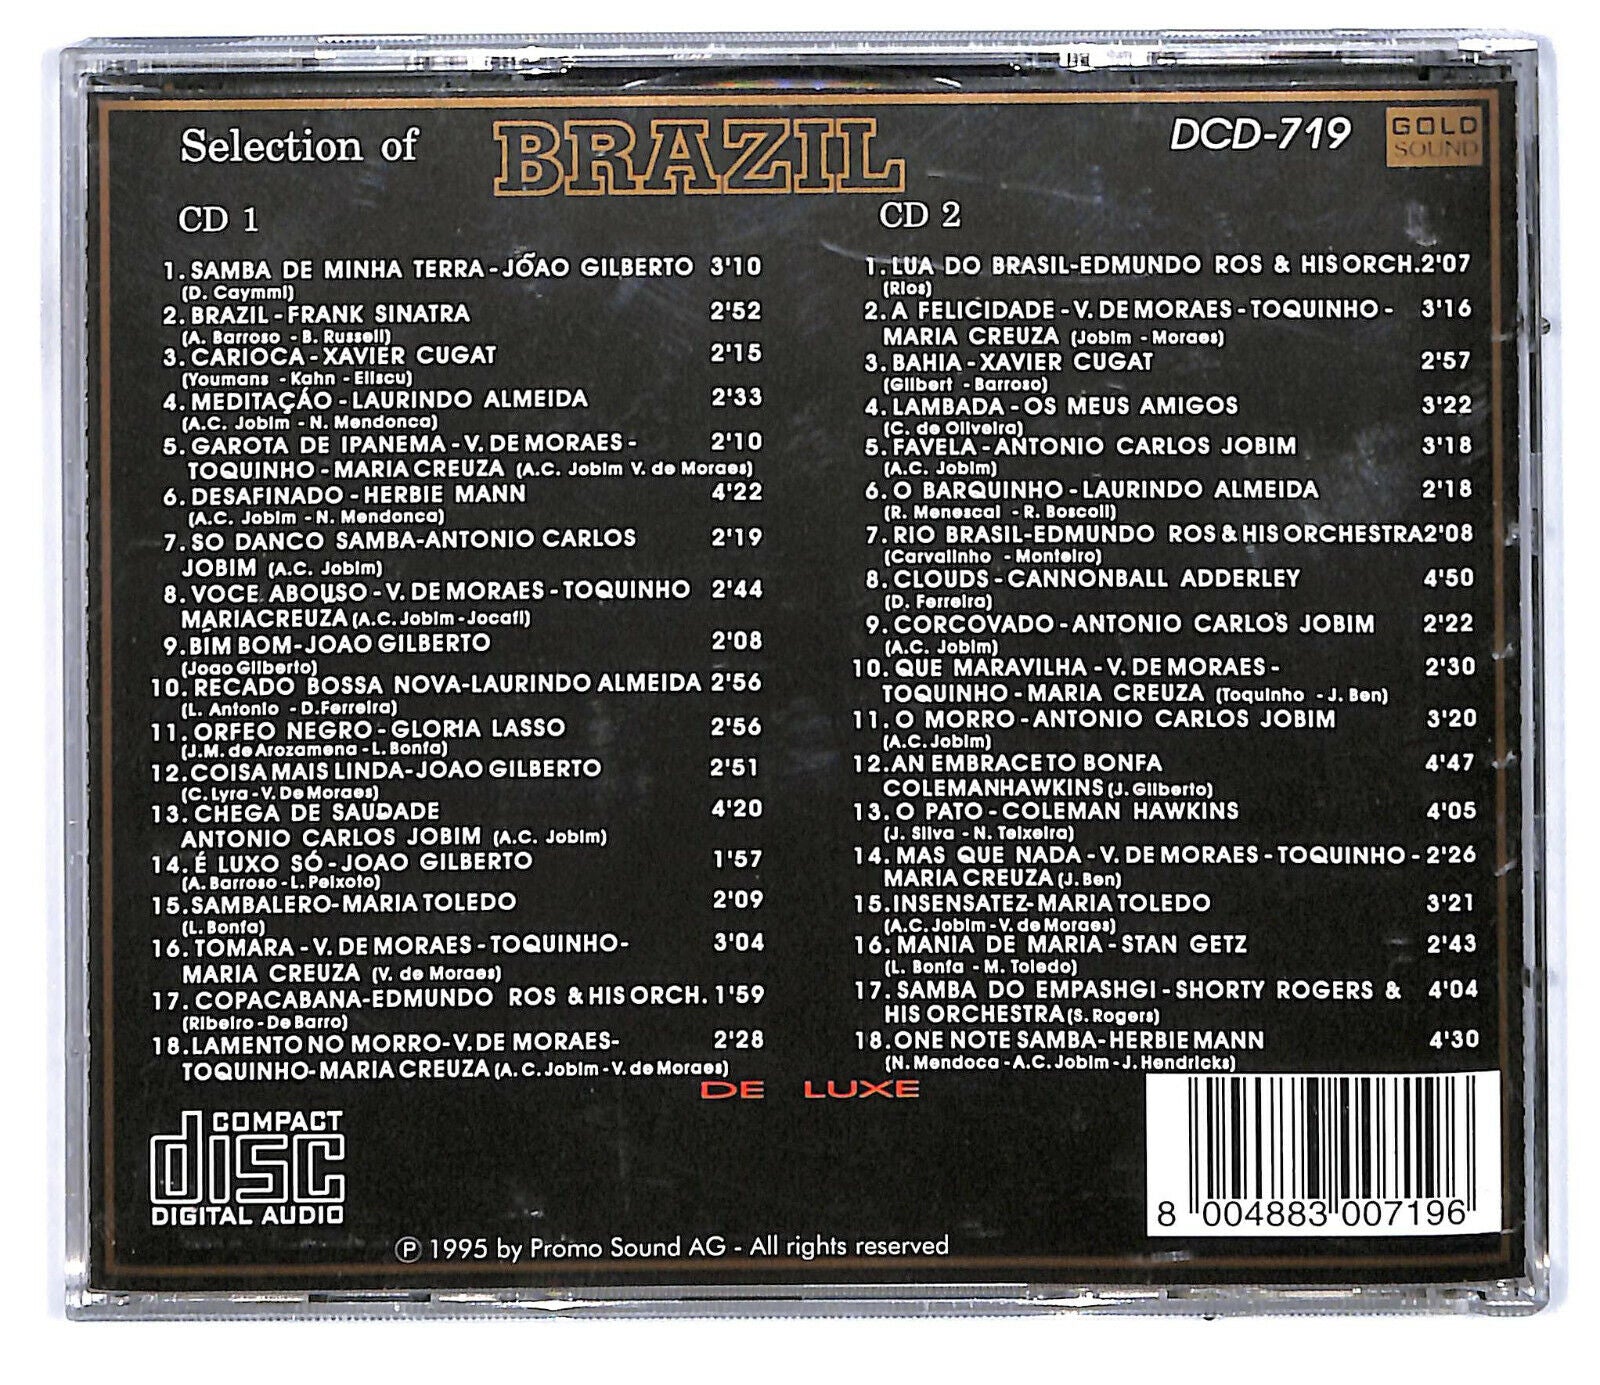 Selection of BRAZIL
DCD-719
GOLD
SOUND
CD 1
1. SAMBA DE MINHA TERRA-JÓAO GILBERTO 3'10
(D. Caymmi)
2. BRAZIL-FRANK SINATRA 2'52
(A. Barroso - B. Russell)
3. CARIOCA-XAVIER CUGAT 2'15
(Youmans - Kahn - Eliscu)
4. MEDITAÇÁO-LAURINDO ALMEIDA 2'33
(A.C. Jobim - N. Mendonca)
5. GAROTA DE IPANEMA-V. DE MORAES- 2'10
TOQUINHO-MARIA CREUZA (A.C. Jobim V. de Moraes)
6. DESAFINADO-HERBIE MANN 4'22
(A.C. Jobim - N. Mendonca)
7. SO DANCO SAMBA-ANTONIO CARLOS 2'19
JOBIM (A.C. Jobim)
8. VOCE ABOUSO-V. DE MORAES-TOQUINHO 2'44
MARIACREUZA (A.C. Jobim-Jocafi)
9. BIM BOM-JOAO GILBERTO 2'08
(Joao Gilberto)
10. RECADO BOSSA NOVA-LAURINDO ALMEIDA 2'56
(L. Antonio - D.Ferreira)
11. ORFEO NEGRO-GLORIA LASSO 2'56
(J.M. de Arozamena-L. Bonfa)
12. COISA MAIS LINDA-JOAO GILBERTO 2'51
(C. Lyra-V. De Moraes)
13. CHEGA DE SAUDADE 4'20
ANTONIO CARLOS JOBIM (A.C. Jobim)
14. É LUXO SÓ-JOAO GILBERTO 1'57
(A. Barroso-L. Peixoto)
15. SAMBALERO-MARIA TOLEDO 2'09
(L. Bonfa)
16. TOMARA-V. DE MORAES-TOQUINHO- 3'04
MARIA CREUZA (V. de Moraes)
17. COPACABANA-EDMUNDO ROS & HIS ORCH. 1'59
(Ribeiro-De Barro)
18. LAMENTO NO MORRO-V. DE MORAES- 2'28
TOQUINHO-MARIA CREUZA (A.C. Jobim-V. de Moraes)
CD 2
1. LUA DO BRASIL-EDMUNDO ROS & HIS ORCH. 2'07
(Rios)
2. A FELICIDADE-V. DE MORAES-TOQUINHO- 3'16
MARIA CREUZA (Jobim - Moraes)
3. BAHIA-XAVIER CUGAT 2'57
(Gilbert - Barroso)
4. LAMBADA-OS MEUS AMIGOS 3'22
(C. de Oliveira)
5. FAVELA-ANTONIO CARLOS JOBIM 3'18
(A.C. Jobim)
6. O BARQUINHO-LAURINDO ALMEIDA 2'18
(R. Menescal - R. Boscoli)
7. RIO BRASIL-EDMUNDO ROS & HIS ORCHESTRA 2'08
(Carvalinho - Monteiro)
8. CLOUDS-CANNONBALL ADDERLEY 4'50
(D. Ferreira)
9. CORCOVADO-ANTONIO CARLOS JOBIM 2'22
(A.C. Jobim)
10. QUE MARAVILHA-V. DE MORAES- 2'30
TOQUINHO-MARIA CREUZA (Toquinho - J. Ben)
11. O MORRO-ANTONIO CARLOS JOBIM 3'20
(A.C. Jobim)
12. AN EMBRACE TO BONFA 4'47
COLEMANHAWKINS (J. Gilberto)
13. O PATO-COLEMAN HAWKINS 4'05
(J. Silva - N. Teixeira)
14. MAS QUE NADA-V. DE MORAES-TOQUINHO- 2'26
MARIA CREUZA (J. Ben)
15. INSENSATEZ-MARIA TOLEDO 3'21
(A.C. Jobim-V. de Moraes)
16. MANIA DE MARIA-STAN GETZ 2'43
(L. Bonfa - M. Toledo)
17. SAMBA DO EMPASHGI-SHORTY ROGERS & 4'04
HIS ORCHESTRA (S. Rogers)
18. ONE NOTE SAMBA-HERBIE MANN 4'30
(N. Mendoca-A.C. Jobim-J. Hendricks)
DE LUXE
COMPACT
disc
DIGITAL AUDIO
℗ 1995 by Promo Sound AG - All rights reserved
8 004883 007196